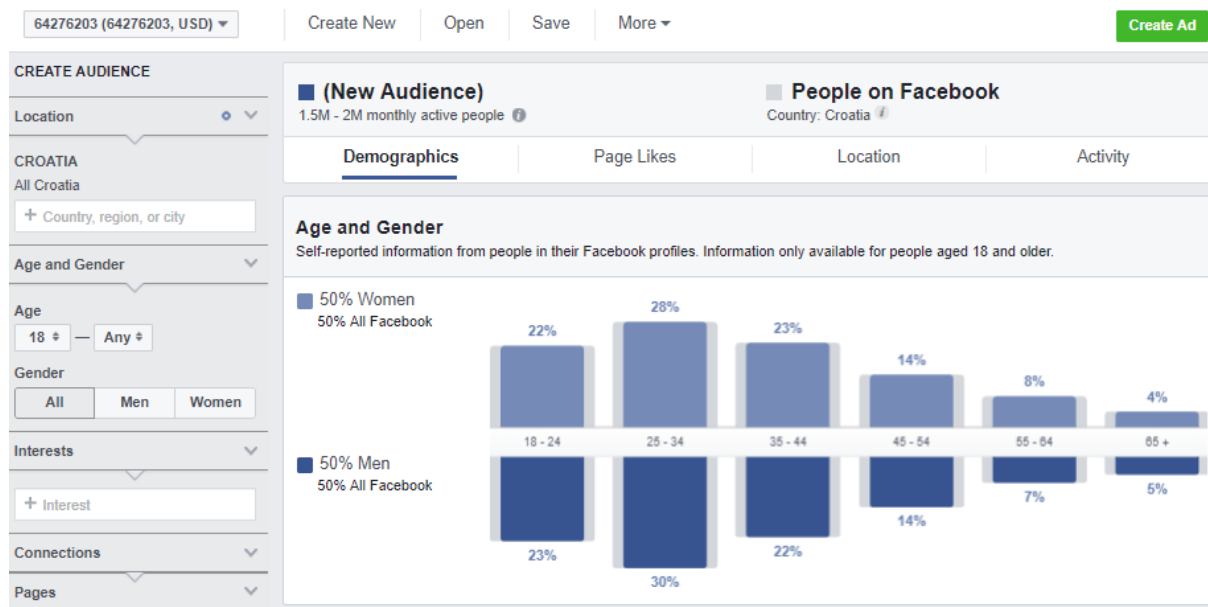 64276203 (64276203, USD)
Create New Open Save More
Create Ad
CREATE AUDIENCE
Location
CROATIA
All Croatia
+ Country, region, or city
Age and Gender
Age
18 — Any
Gender
All Men Women
Interests
+ Interest
Connections
Pages
(New Audience)
1.5M - 2M monthly active people
People on Facebook
Country: Croatia
Demographics Page Likes Location Activity
Age and Gender
Self-reported information from people in their Facebook profiles. Information only available for people aged 18 and older.
50% Women
50% All Facebook
22% 28% 23% 14% 8% 4%
18 - 24 25 - 34 35 - 44 45 - 54 55 - 64 65 +
50% Men
50% All Facebook
23% 30% 22% 14% 7% 5%